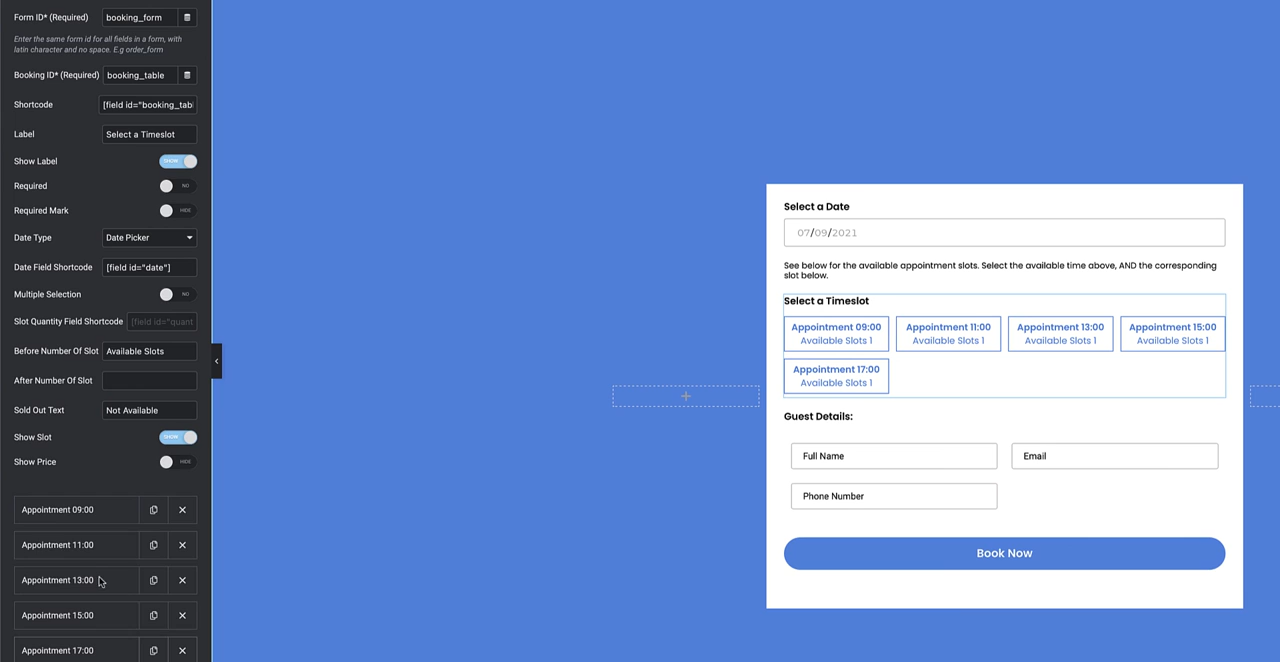 Form ID* (Required)
booking_form
Enter the same form id for all fields in a form, with
latin character and no space. E.g order_form
Booking ID* (Required)
booking_table
Shortcode
[field id="booking_tabl
Label
Select a Timeslot
Show Label
SHOW
Required
NO
Required Mark
HIDE
Date Type
Date Picker
Date Field Shortcode
[field id="date"]
Multiple Selection
NO
Slot Quantity Field Shortcode
[field id="quant
Before Number Of Slot
Available Slots
After Number Of Slot
Sold Out Text
Not Available
Show Slot
SHOW
Show Price
HIDE
Appointment 09:00
Appointment 11:00
Appointment 13:00
Appointment 15:00
Appointment 17:00
Select a Date
07/09/2021
See below for the available appointment slots. Select the available time above, AND the corresponding
slot below.
Select a Timeslot
Appointment 09:00
Available Slots 1
Appointment 11:00
Available Slots 1
Appointment 13:00
Available Slots 1
Appointment 15:00
Available Slots 1
Appointment 17:00
Available Slots 1
Guest Details:
Full Name
Email
Phone Number
Book Now